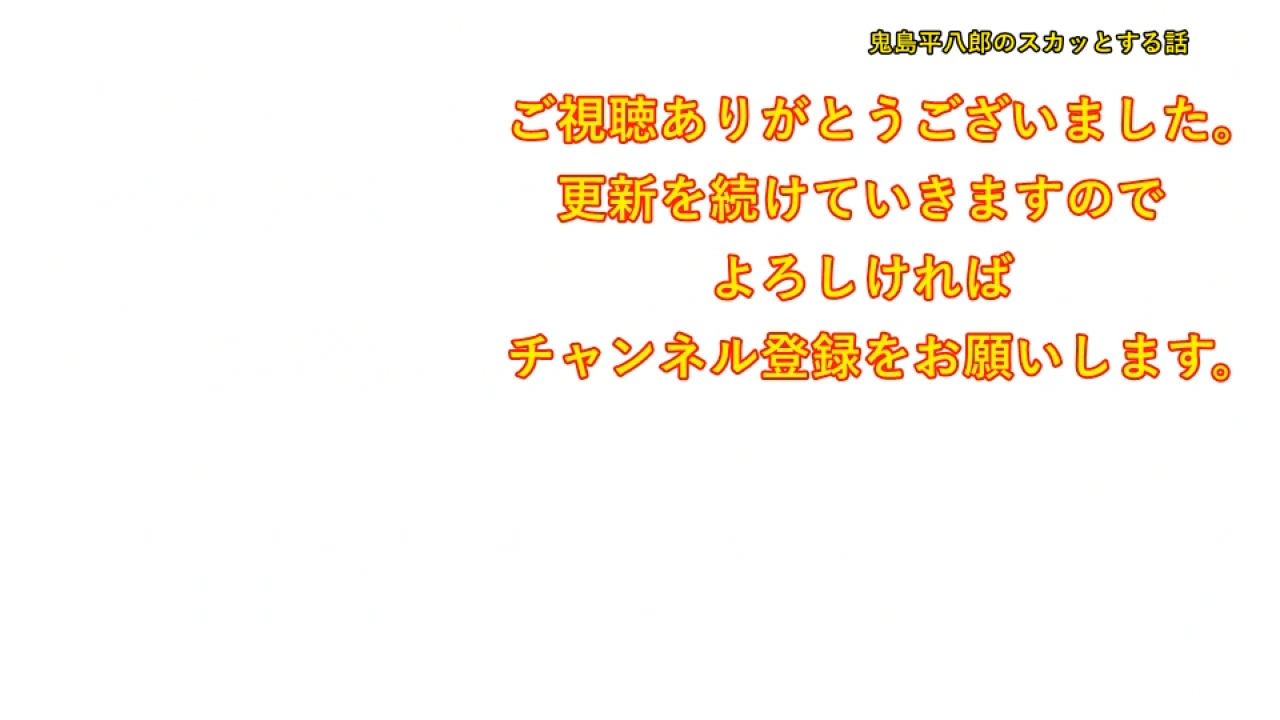 鬼島平八郎のスカッとする話
ご視聴ありがとうございました。
更新を続けていきますので
よろしければ
チャンネル登録をお願いします。